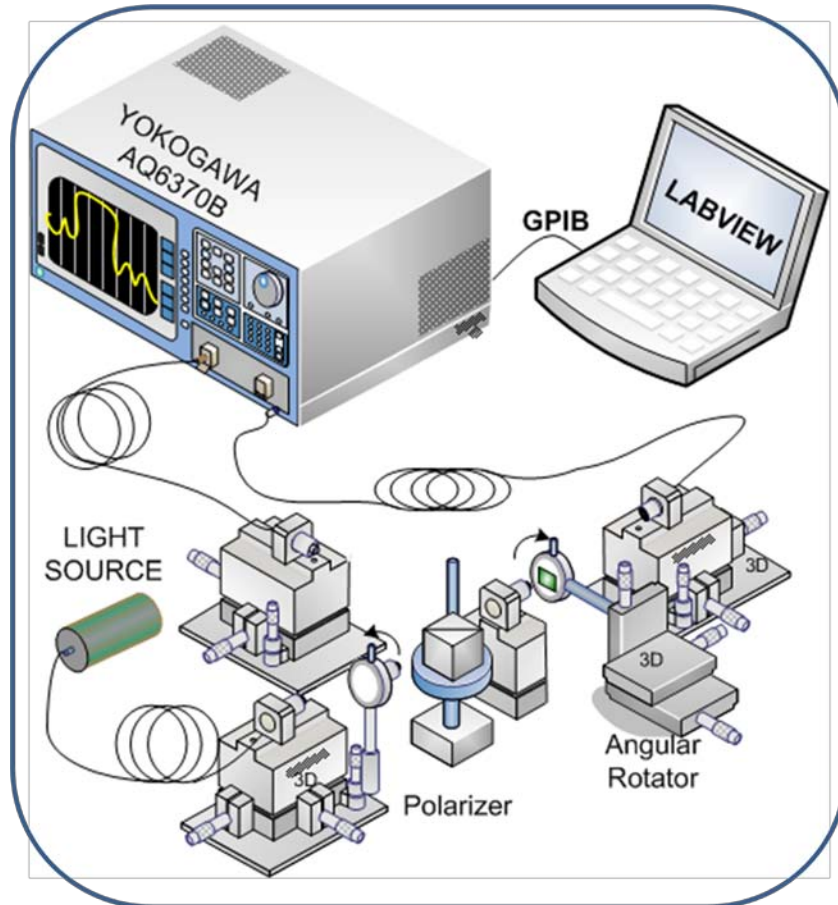 YOKOGAWA
AQ6370B
GPIB
LABVIEW
LIGHT
SOURCE
3D
3D
3D
Polarizer
Angular
Rotator